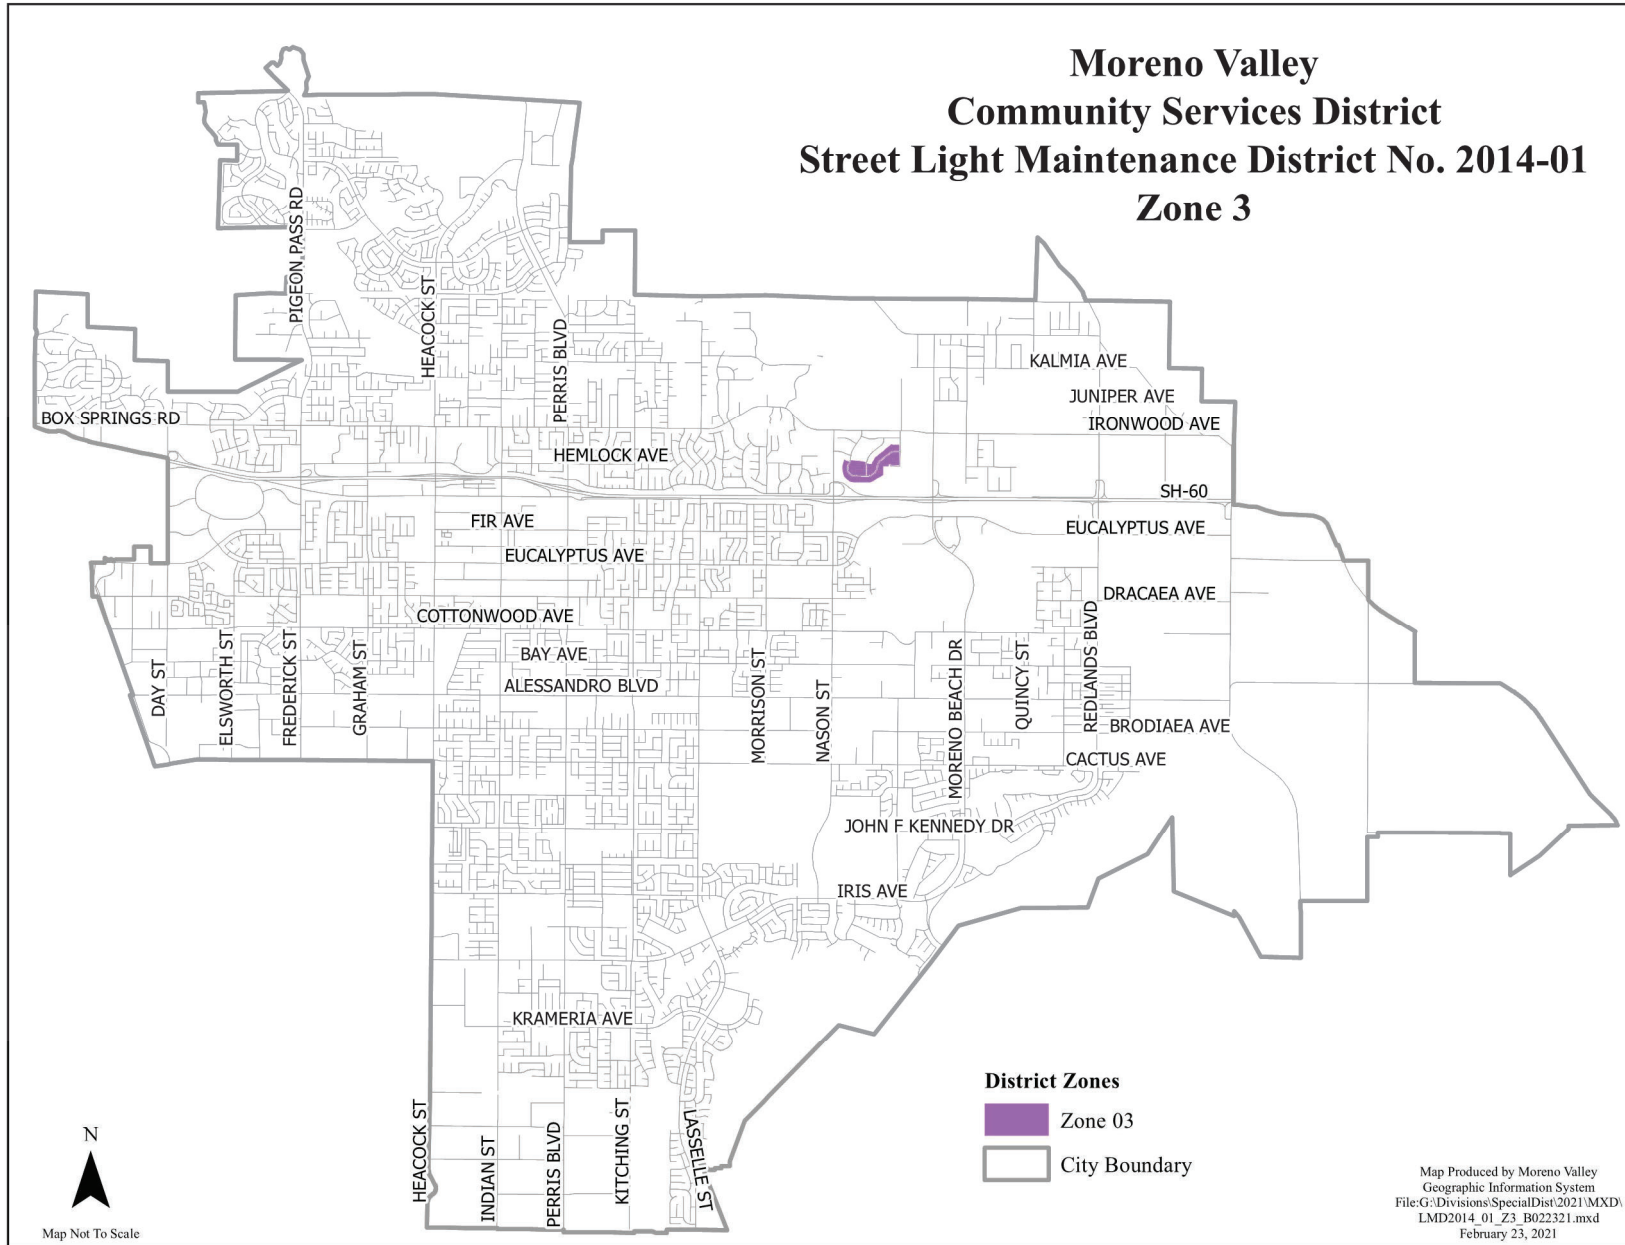 Moreno Valley
Community Services District
Street Light Maintenance District No. 2014-01
Zone 3
PIGEON PASS RD
HEACOCK ST
PERRIS BLVD
KALMIA AVE
JUNIPER AVE
BOX SPRINGS RD
IRONWOOD AVE
HEMLOCK AVE
SH-60
FIR AVE
EUCALYPTUS AVE
EUCALYPTUS AVE
DRACAEA AVE
COTTONWOOD AVE
BAY AVE
ALESSANDRO BLVD
DAY ST
ELSWORTH ST
FREDERICK ST
GRAHAM ST
MORRISON ST
NASON ST
MORENO BEACH DR
QUINCY ST
REDLANDS BLVD
BRODIAEA AVE
CACTUS AVE
JOHN F KENNEDY DR
IRIS AVE
KRAMERIA AVE
HEACOCK ST
INDIAN ST
PERRIS BLVD
KITCHING ST
LASSELLE ST
District Zones
Zone 03
City Boundary
N
Map Not To Scale
Map Produced by Moreno Valley
Geographic Information System
File:G:\Divisions\SpecialDist\2021\MXD\
LMD2014_01_Z3_B022321.mxd
February 23, 2021